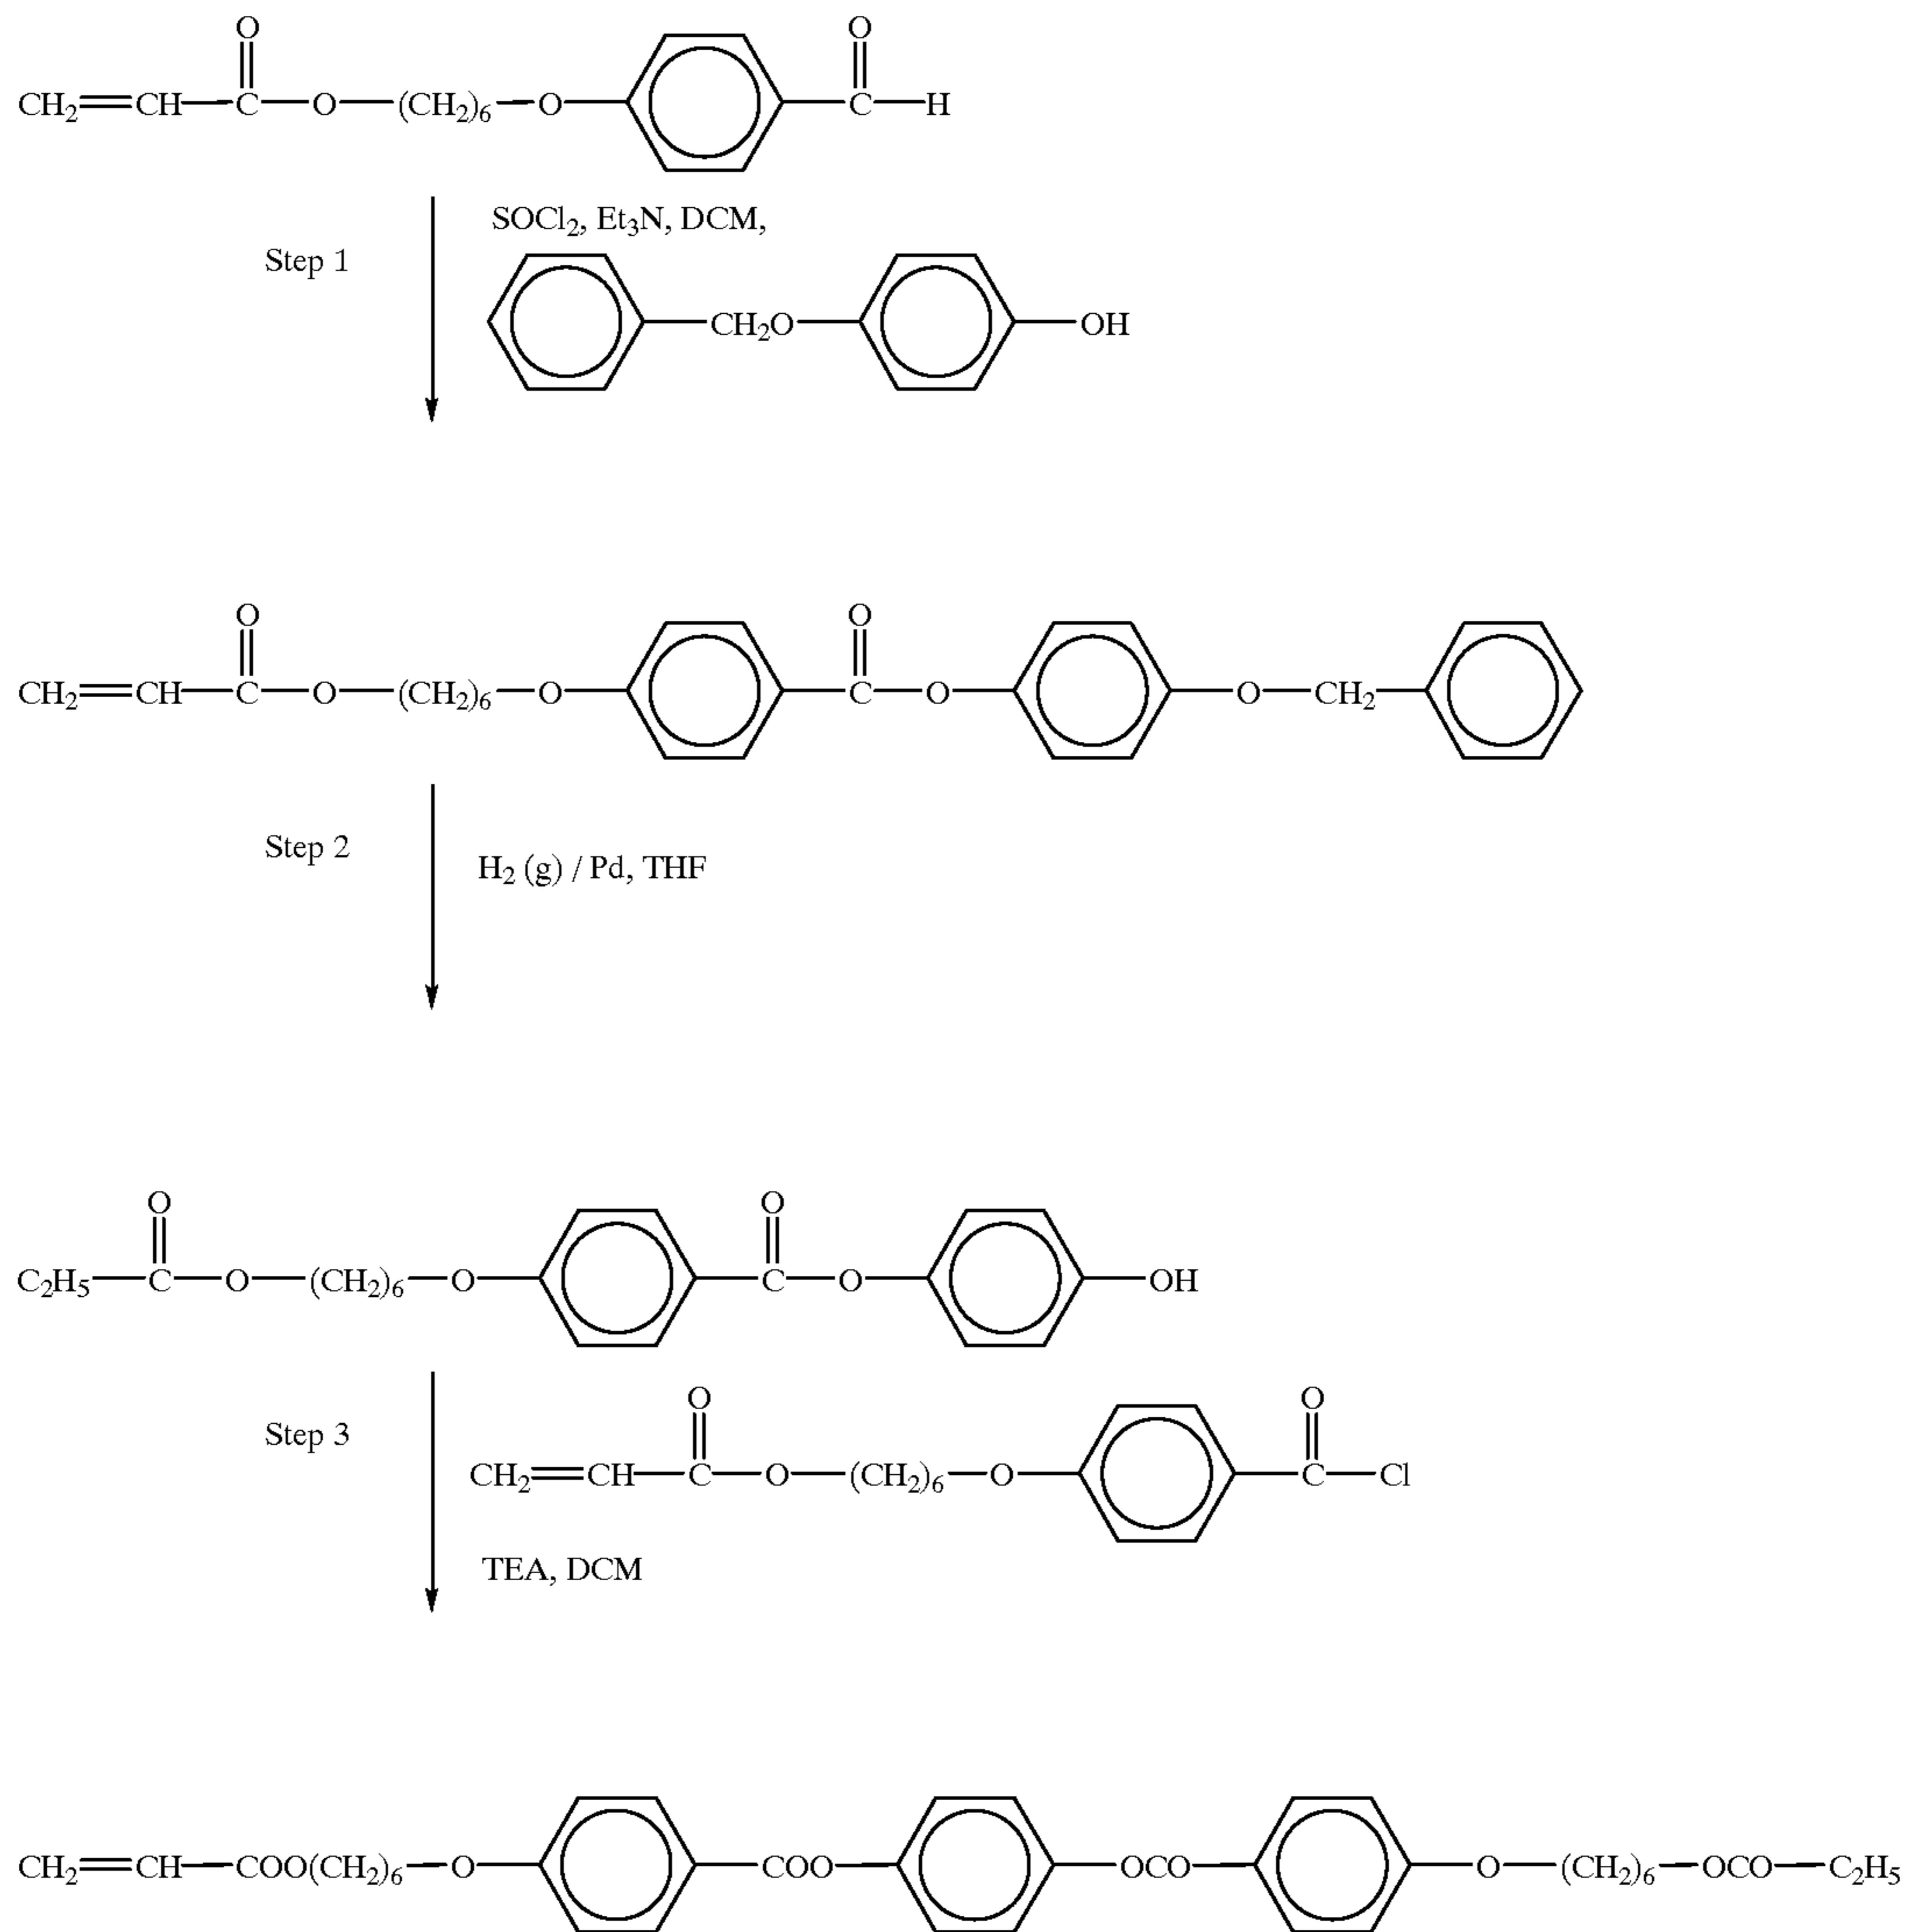 O O
CH₂ CH C O (CH₂)₆ O C H
SOCl₂, Et₃N, DCM,
Step 1
CH₂O OH
O O
CH₂ CH C O (CH₂)₆ O C O O CH₂
Step 2
H₂ (g) / Pd, THF
O O
C₂H₅ C O (CH₂)₆ O C O OH
O O
Step 3
CH₂ CH C O (CH₂)₆ O C Cl
TEA, DCM
CH₂ CH COO(CH₂)₆ O COO OCO O (CH₂)₆ OCO C₂H₅